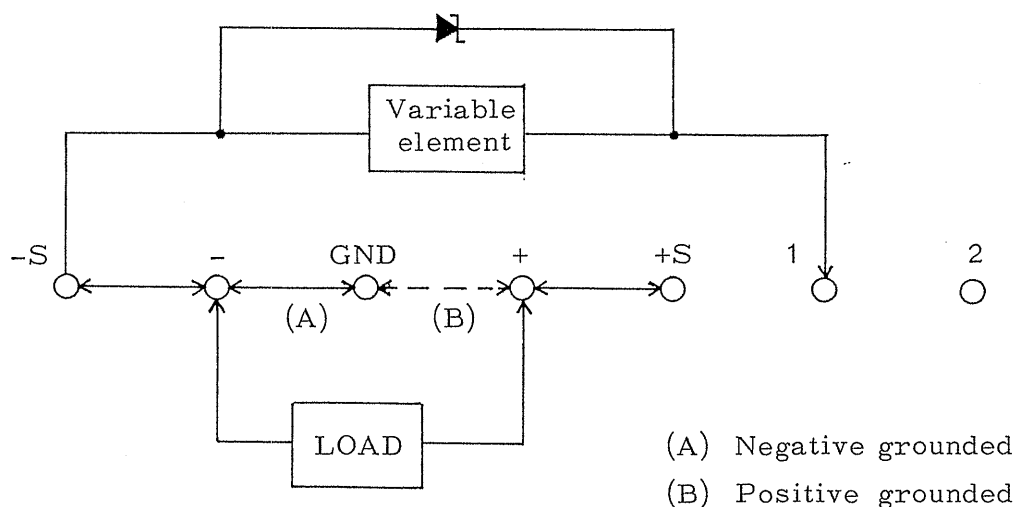 Variable
element
-S
-
GND
+
+S
1
2
(A)
(B)
LOAD
(A) Negative grounded
(B) Positive grounded